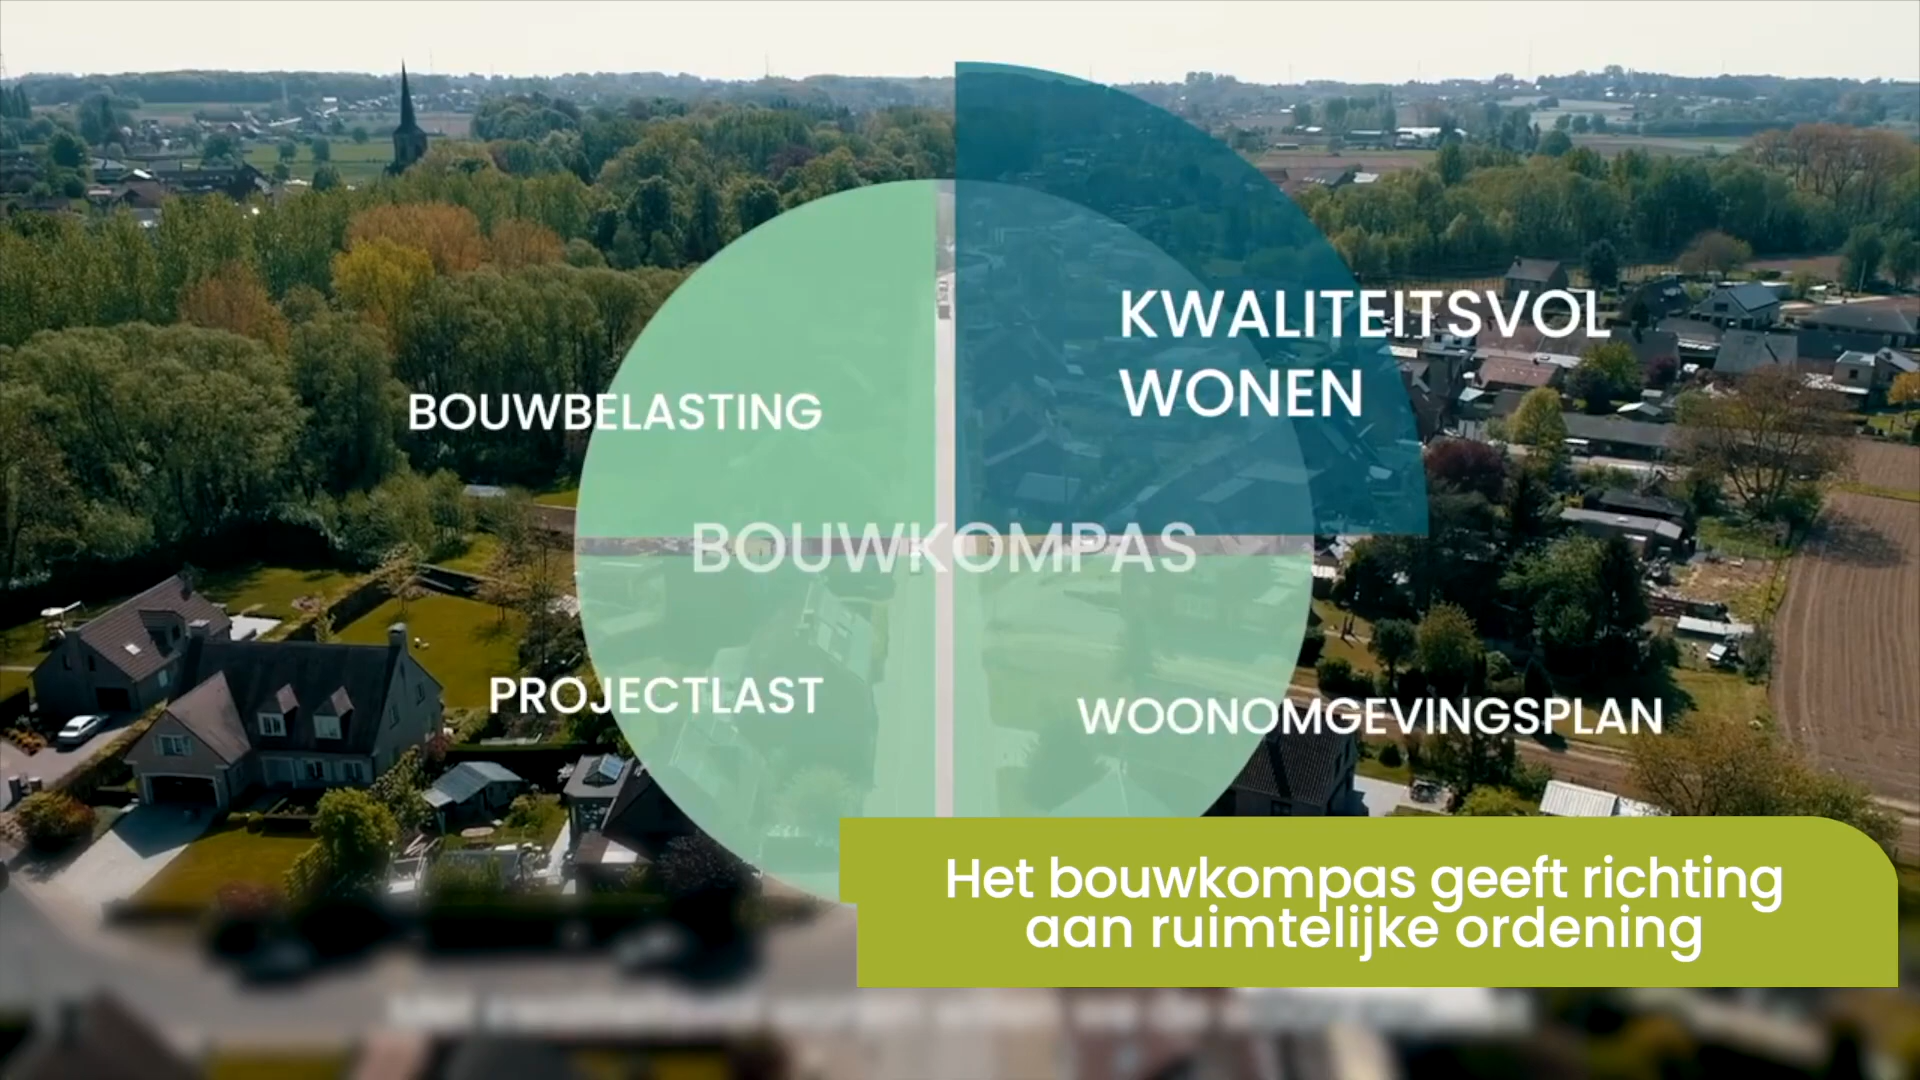 KWALITEITSVOL
WONEN
BOUWBELASTING
BOUWKOMPAS
PROJECTLAST
WOONOMGEVINGSPLAN
Het bouwkompas geeft richting
aan ruimtelijke ordening